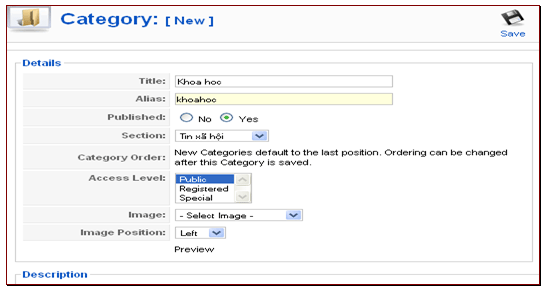 Category: [ New ]
Save
Details
Title: Khoa hoc
Alias: khoahoc
Published: No Yes
Section: Tin xã hội
Category Order: New Categories default to the last position. Ordering can be changed
after this Category is saved.
Access Level: Public
Registered
Special
Image: - Select Image -
Image Position: Left
Preview
Description